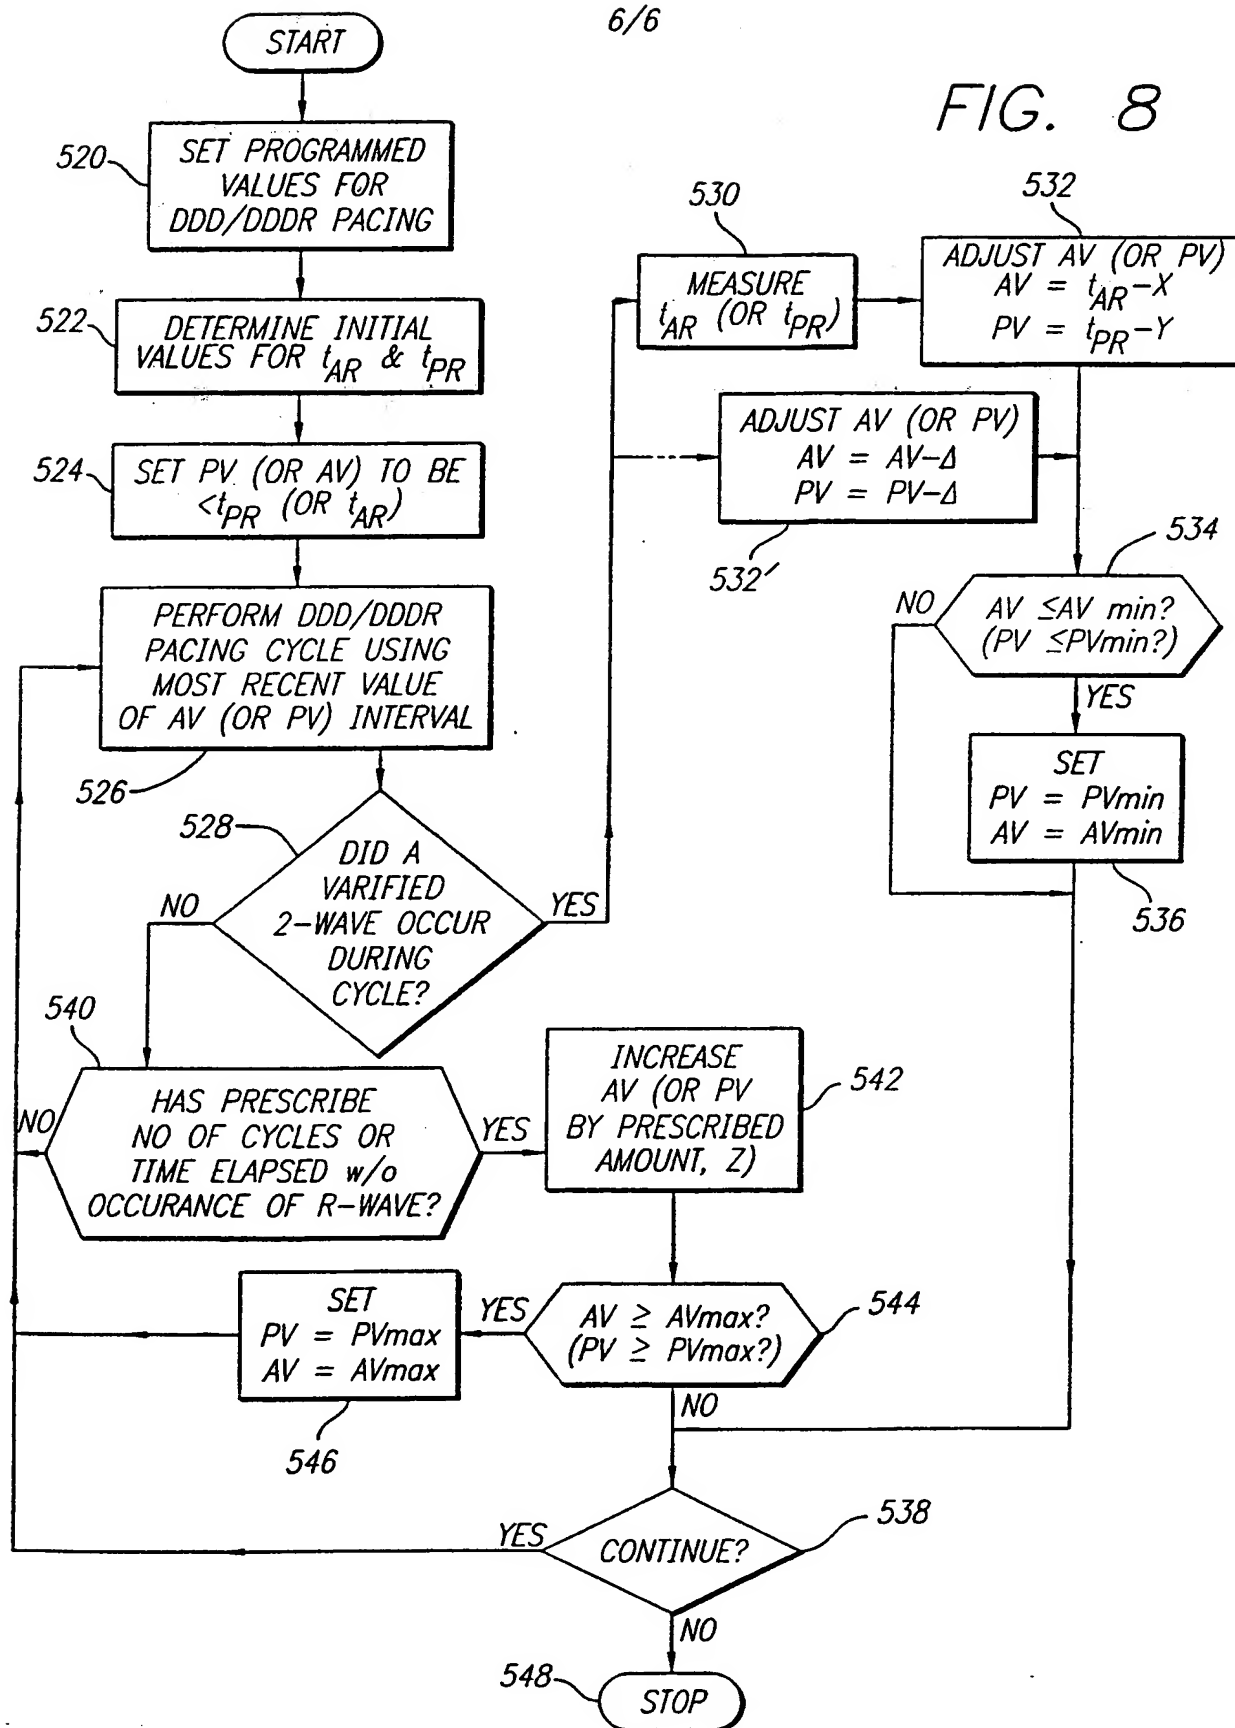 6/6
FIG. 8
START
520
SET PROGRAMMED
VALUES FOR
DDD/DDDR PACING
522
DETERMINE INITIAL
VALUES FOR tAR & tPR
524
SET PV (OR AV) TO BE
<tPR (OR tAR)
PERFORM DDD/DDDR
PACING CYCLE USING
MOST RECENT VALUE
OF AV (OR PV) INTERVAL
526
528
DID A
VARIFIED
2-WAVE OCCUR
DURING
CYCLE?
NO
YES
530
MEASURE
tAR (OR tPR)
532
ADJUST AV (OR PV)
AV = tAR-X
PV = tPR-Y
ADJUST AV (OR PV)
AV = AV-Δ
PV = PV-Δ
532'
534
AV ≤AV min?
(PV ≤PVmin?)
NO
YES
SET
PV = PVmin
AV = AVmin
536
540
HAS PRESCRIBE
NO OF CYCLES OR
TIME ELAPSED w/o
OCCURANCE OF R-WAVE?
NO
YES
INCREASE
AV (OR PV
BY PRESCRIBED
AMOUNT, Z)
542
AV ≥ AVmax?
(PV ≥ PVmax?)
544
YES
NO
SET
PV = PVmax
AV = AVmax
546
CONTINUE?
538
YES
NO
548
STOP